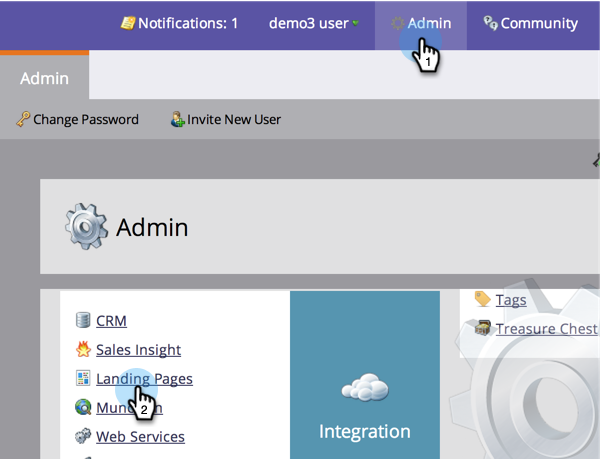 Notifications: 1 demo3 user Admin Community
1
Admin
Change Password Invite New User
Admin
Tags
CRM
Treasure Chest
Sales Insight
Landing Pages
2
Web Services
Integration